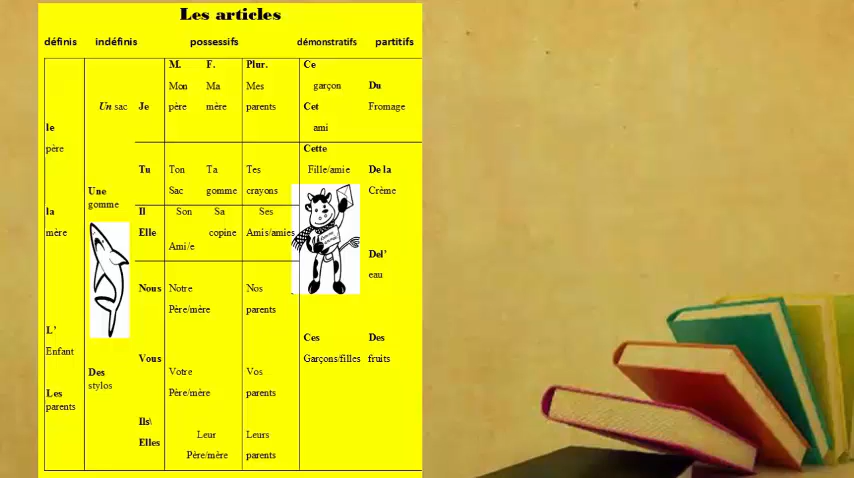 Les articles
définis indéfinis possessifs démonstratifs partitifs
M. F. Plur. Ce
Mon Ma Mes garçon Du
Un sac Je père mère parents Cet Fromage
le ami
père Cette
Tu Ton Ta Tes Fille/amie De la
Une Sac gomme crayons Crème
gomme
la Il Son Sa Ses
mère Elle copine Amis/amies
Ami/e
Del’
eau
Nous Notre Nos
Père/mère parents
L’ Ces Des
Enfant Vous Garçons/filles fruits
Des Votre Vos
stylos
Les Père/mère parents
parents
Ils\
Leur Leurs
Elles
Père/mère parents